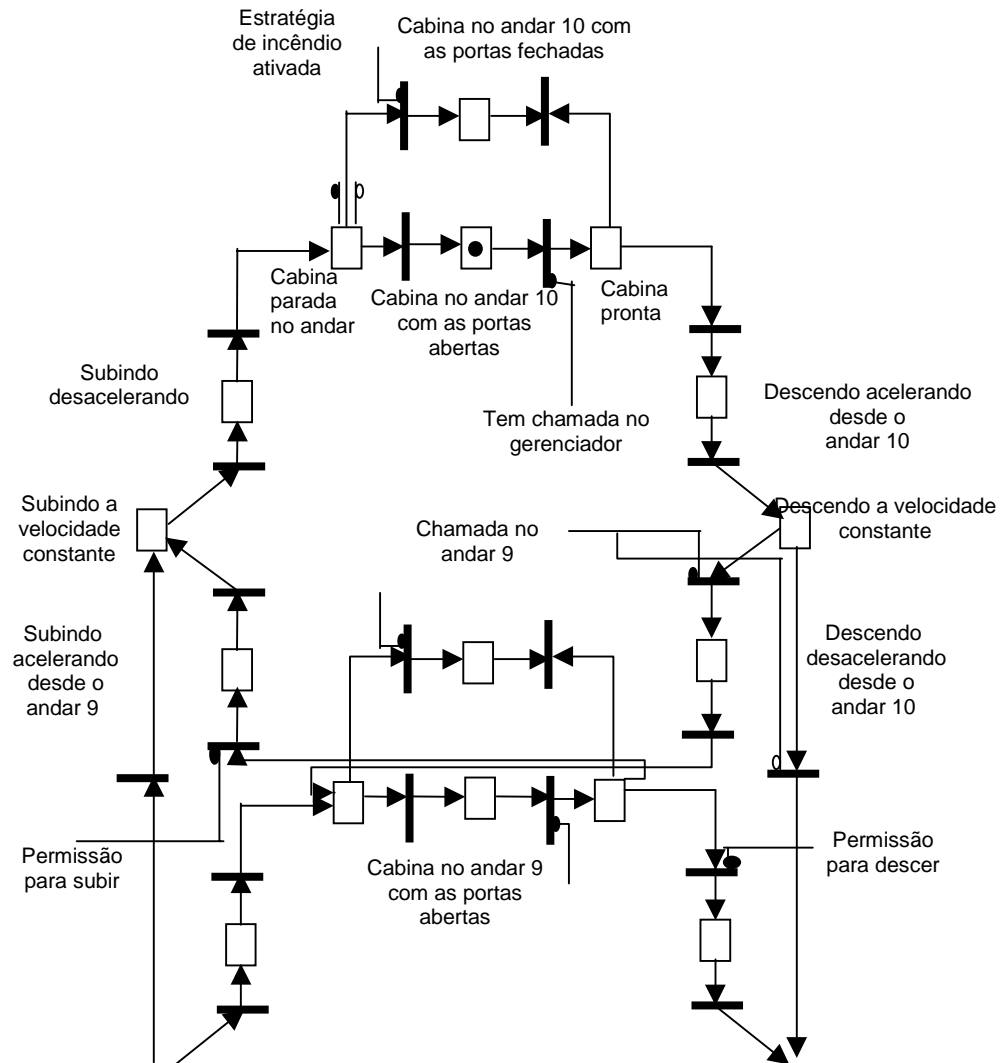 Estratégia
de incêndio
ativada
Cabina no andar 10 com
as portas fechadas
Cabina
parada
no andar
Cabina no andar 10
com as portas
abertas
Cabina
pronta
Subindo
desacelerando
Tem chamada no
gerenciador
Descendo acelerando
desde o
andar 10
Subindo a
velocidade
constante
Chamada no
andar 9
Descendo a velocidade
constante
Subindo
acelerando
desde o
andar 9
Descendo
desacelerando
desde o
andar 10
Permissão
para subir
Cabina no andar 9
com as portas
abertas
Permissão
para descer